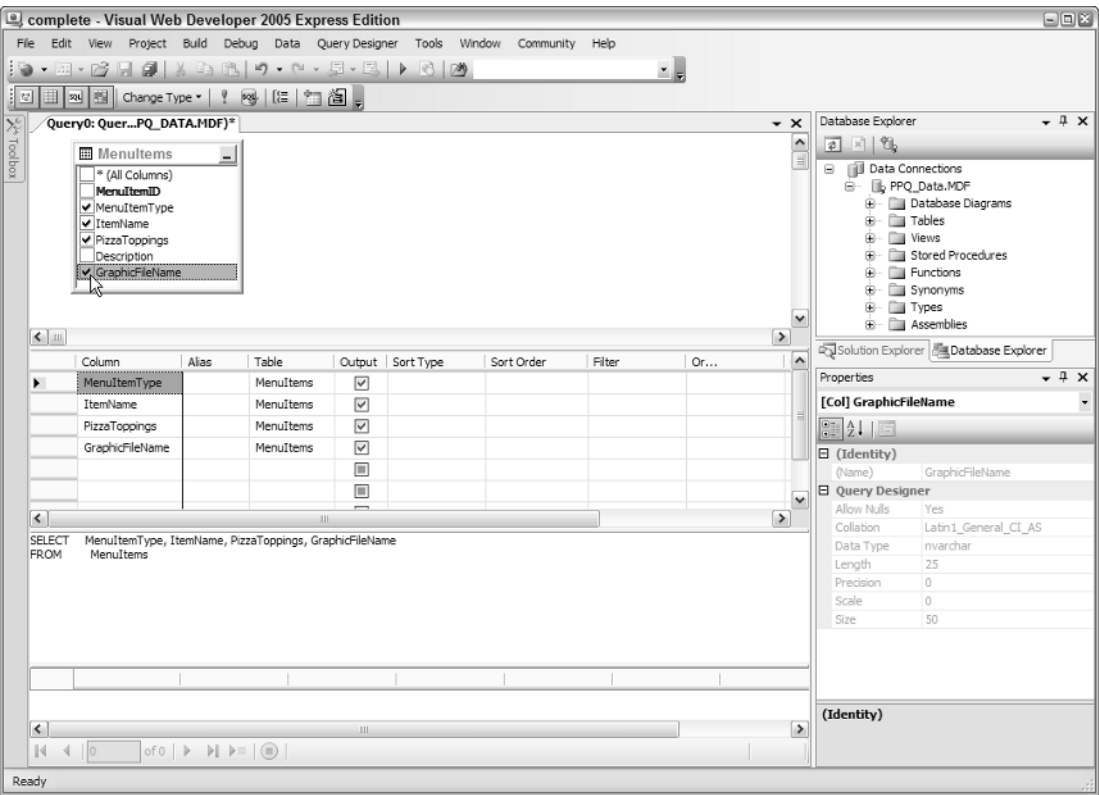 complete - Visual Web Developer 2005 Express Edition
File Edit View Project Build Debug Data Query Designer Tools Window Community Help
SQL Change Type
Toolbox
Query0: Quer...PQ_DATA.MDF)*
MenuItems
* (All Columns)
MenuItemID
MenuItemType
ItemName
PizzaToppings
Description
GraphicFileName
Column Alias Table Output Sort Type Sort Order Filter Or...
MenuItemType MenuItems
ItemName MenuItems
PizzaToppings MenuItems
GraphicFileName MenuItems
SELECT MenuItemType, ItemName, PizzaToppings, GraphicFileName
FROM MenuItems
0 of 0
Ready
Database Explorer
Data Connections
PPQ_Data.MDF
Database Diagrams
Tables
Views
Stored Procedures
Functions
Synonyms
Types
Assemblies
Solution Explorer Database Explorer
Properties
[Col] GraphicFileName
(Identity)
(Name) GraphicFileName
Query Designer
Allow Nulls Yes
Collation Latin1_General_CI_AS
Data Type nvarchar
Length 25
Precision 0
Scale 0
Size 50
(Identity)